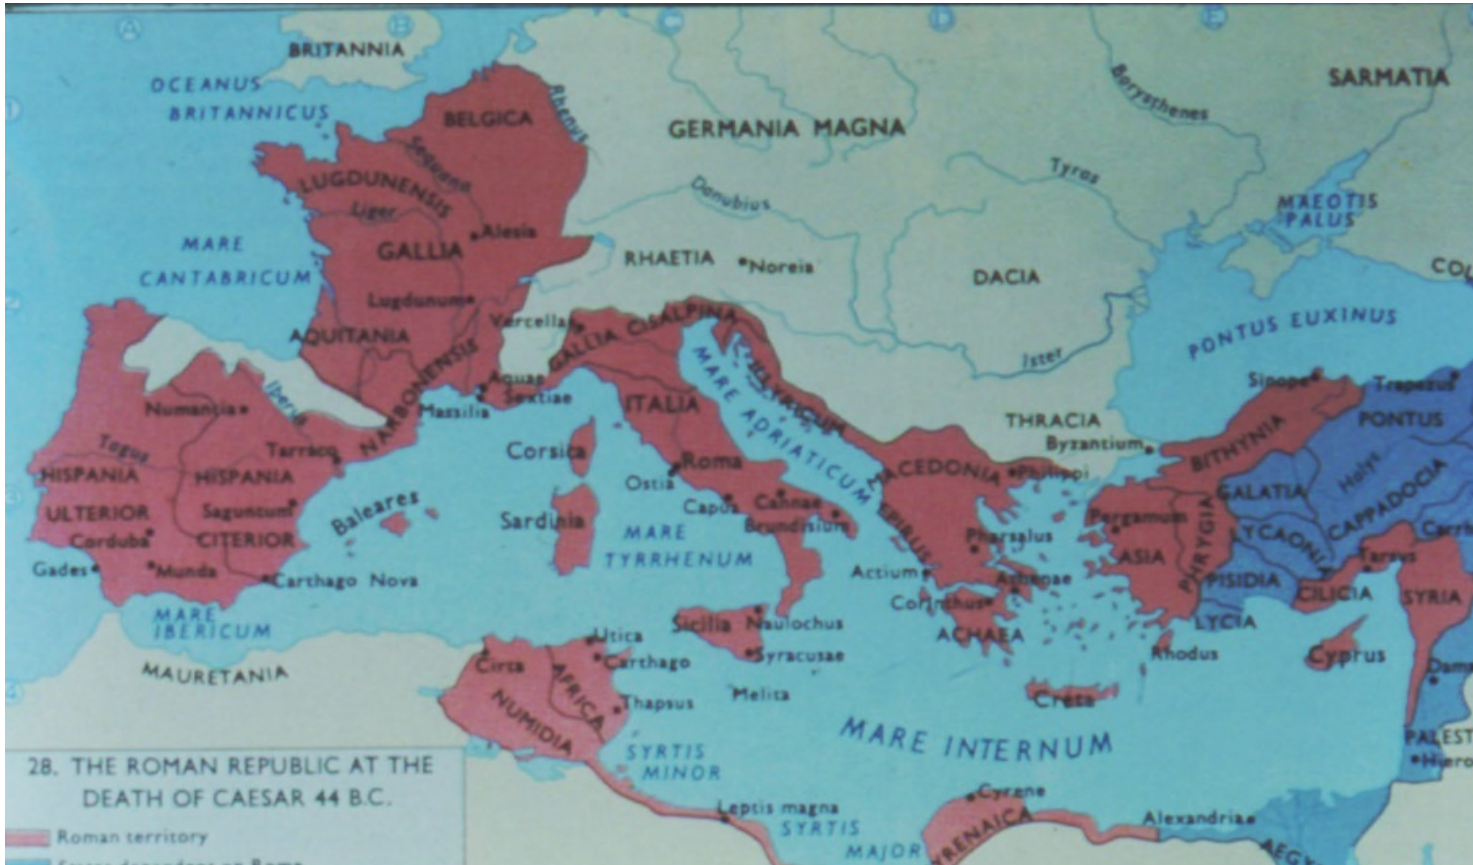 A
B
C
D
E
1
2
3
4
BRITANNIA
OCEANUS
BRITANNICUS
BELGICA
Rhenus
GERMANIA MAGNA
Borysthenes
SARMATIA
Sequana
LUGDUNENSIS
Liger
Alesia
GALLIA
Danubius
Tyras
MAEOTIS
PALUS
MARE
CANTABRICUM
RHAETIA
Noreia
DACIA
Lugdunum
AQUITANIA
NARBONENSIS
Vercellae
GALLIA CISALPINA
Ister
PONTUS EUXINUS
Iberus
Numantia
Massilia
Aquae
Sextiae
ITALIA
ILLYRICUM
MARE ADRIATICUM
THRACIA
Byzantium
Sinope
Trapezus
PONTUS
Tagus
Tarraco
HISPANIA
ULTERIOR
HISPANIA
CITERIOR
Saguntum
Corduba
Munda
Gades
Carthago Nova
Baleares
Corsica
Sardinia
Roma
Ostia
Capua
Cannae
Brundisium
MARE
TYRRHENUM
MACEDONIA
Philippi
EPIRUS
Pharsalus
Actium
Athenae
Corinthus
ACHAEA
BITHYNIA
GALATIA
Halys
CAPPADOCIA
Pergamum
ASIA
PHRYGIA
LYCAONIA
PISIDIA
LYCIA
Tarsus
CILICIA
SYRIA
Rhodus
Cyprus
MARE
IBERICUM
MAURETANIA
Cirta
Utica
Carthago
AFRICA
NUMIDIA
Thapsus
Sicilia
Naulochus
Syracusae
Melita
Creta
MARE INTERNUM
SYRTIS
MINOR
Leptis magna
SYRTIS
MAJOR
Cyrene
Alexandria
28. THE ROMAN REPUBLIC AT THE
DEATH OF CAESAR 44 B.C.
Roman territory